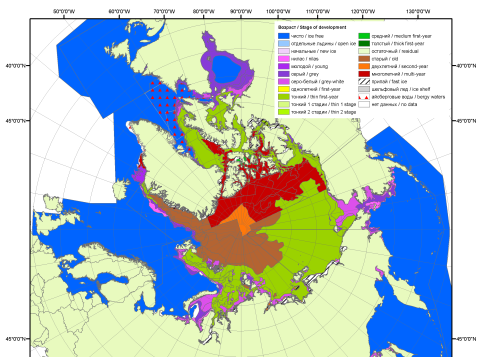 50°0'0"W 60°0'0"W 70°0'0"W 80°0'0"W 90°0'0"W 100°0'0"W 110°0'0"W 120°0'0"W 130°0'0"W
Возраст / Stage of development
чисто / ice free
отдельные льдины / open ice
начальные / new ice
нилас / nilas
молодой / young
серый / grey
серо-белый / grey-white
однолетний / first-year
тонкий / thin first-year
тонкий 1 стадии / thin 1 stage
тонкий 2 стадии / thin 2 stage
средний / medium first-year
толстый / thick first year
остаточный / residual
старый / old
двухлетний / second-year
многолетний / multi-year
припай / fast ice
шельфовый лед / ice shelf
айсберговые воды / bergy waters
нет данных / no data
40°0'0"N
45°0'0"N
45°0'0"N
40°0'0"N
45°0'0"N
45°0'0"N